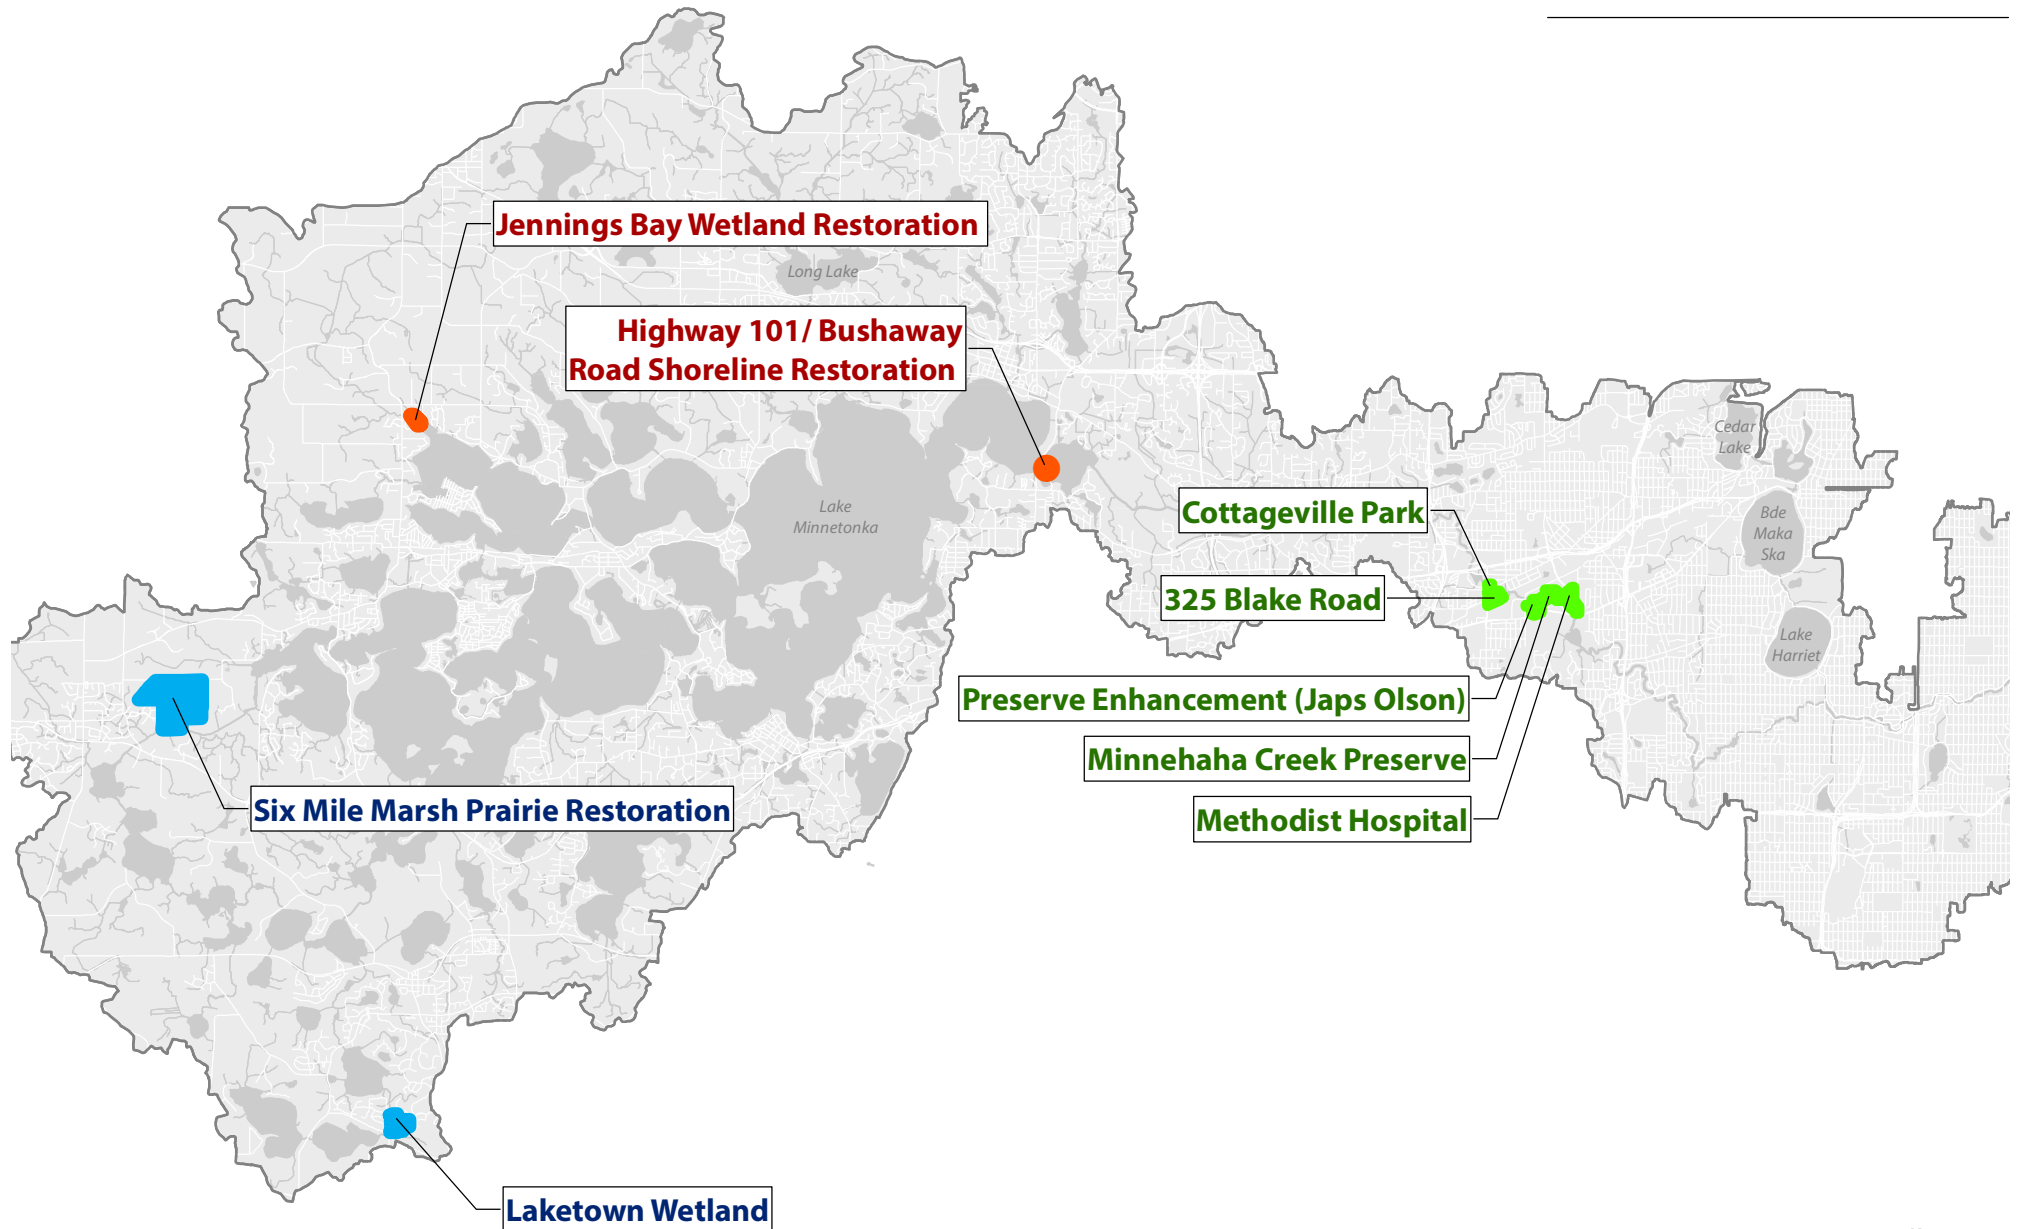 Jennings Bay Wetland Restoration
Long Lake
Highway 101/ Bushaway
Road Shoreline Restoration
Cedar
Lake
Lake
Minnetonka
Cottageville Park
Bde
Maka
Ska
325 Blake Road
Lake
Harriet
Preserve Enhancement (Japs Olson)
Minnehaha Creek Preserve
Six Mile Marsh Prairie Restoration
Methodist Hospital
Laketown Wetland